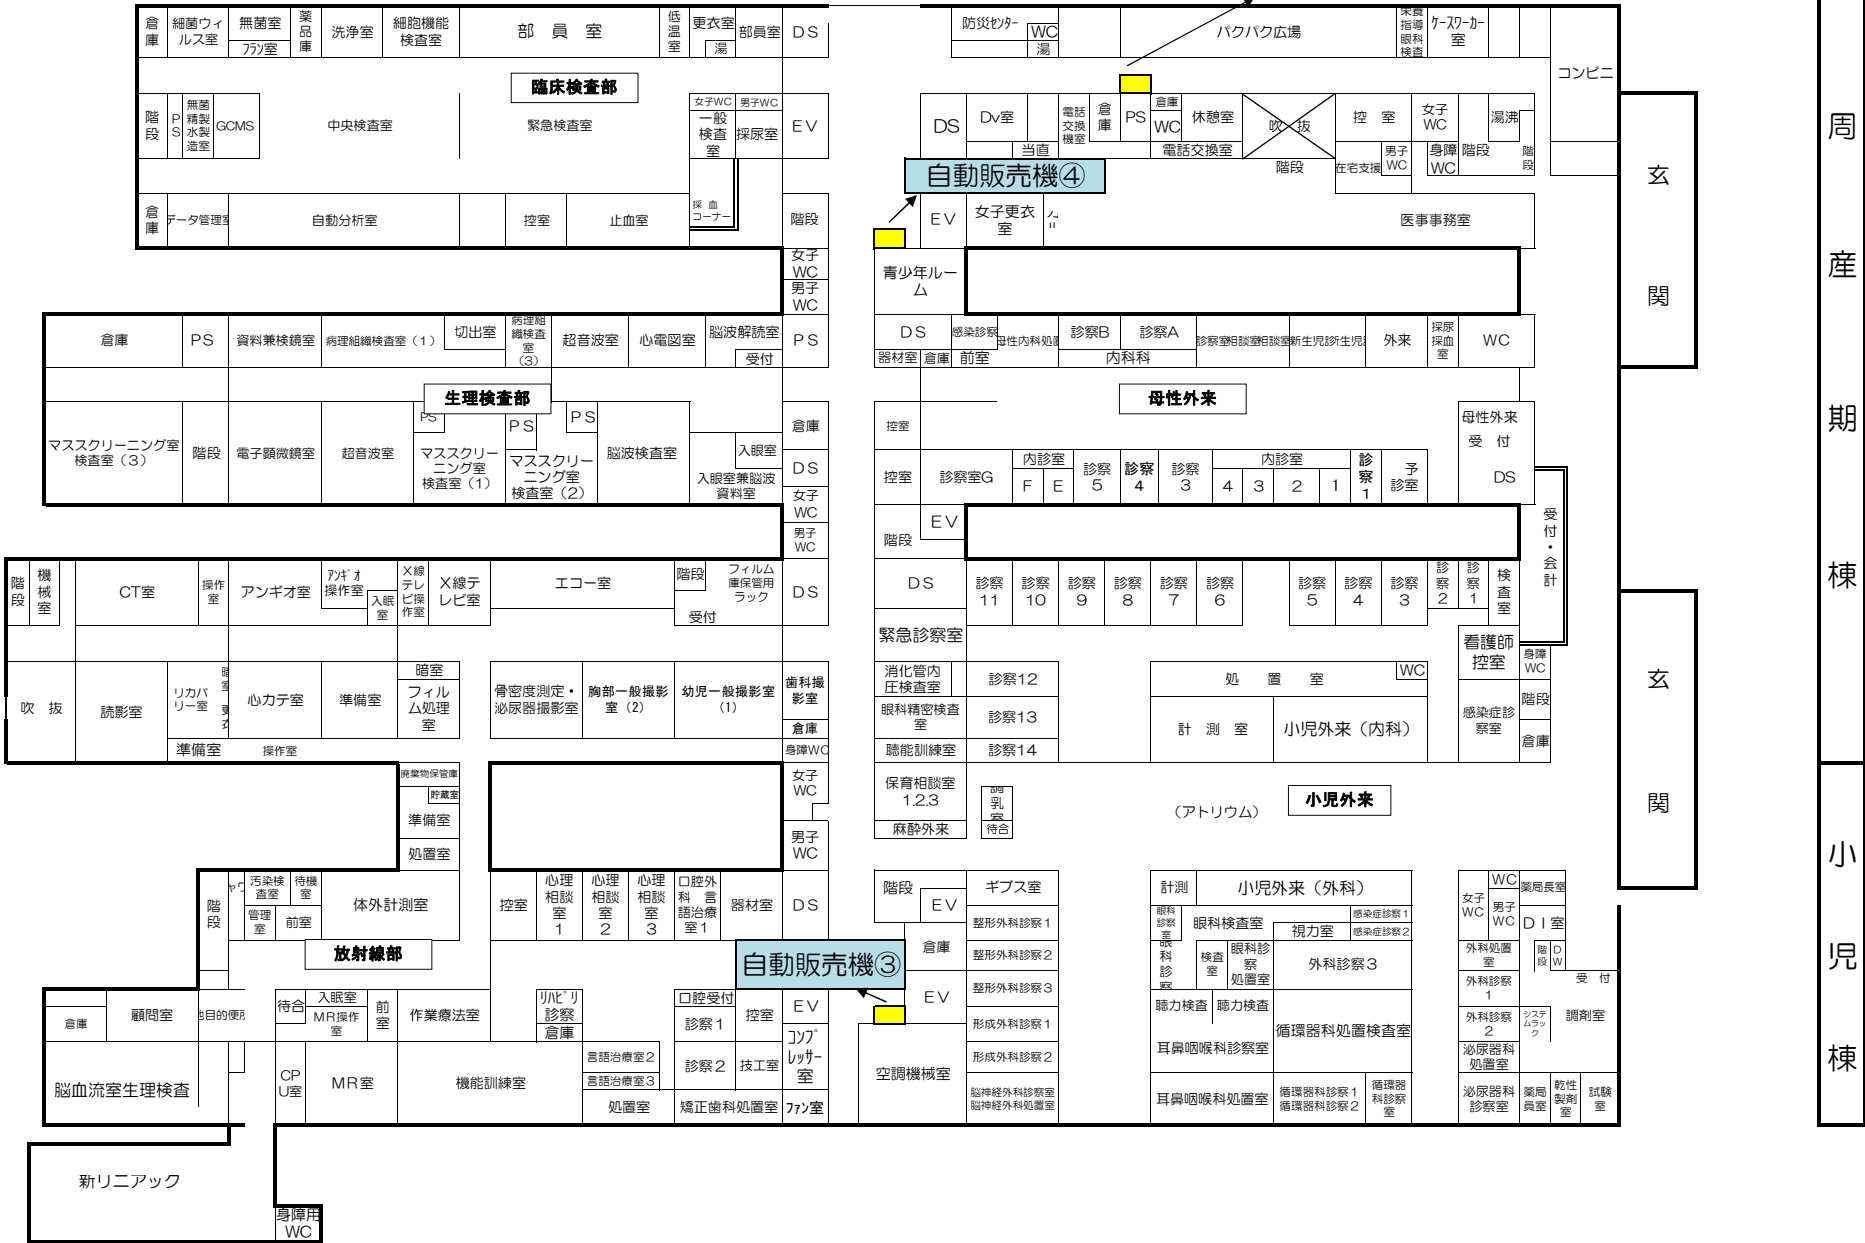 倉庫
細菌ウィルス室
無菌室
フラン室
薬品庫
洗浄室
細胞機能検査室
部 員 室
低温室
更衣室
湯
部員室
DS
防災センター
WC
湯
パクパク広場
栄養指導
眼科検査
ケースワーカー室
コンビニ
臨床検査部
階段
PS
無菌精製水製造室
GCMS
中央検査室
緊急検査室
女子WC
男子WC
一般検査室
採尿室
EV
DS
Dv室
当直
電話交換機室
倉庫
PS
倉庫
WC
休憩室
電話交換室
吹 抜
階段
控 室
在宅支援
男子WC
女子WC
身障WC
階段
湯沸
階段
玄
関
周
産
期
棟
自動販売機④
倉庫
データ管理室
自動分析室
控室
止血室
採 血
コーナー
階段
EV
女子更衣室
医事事務室
女子WC
男子WC
青少年ルーム
倉庫
PS
資料兼検鏡室
病理組織検査室(1)
切出室
病理組織検査室(3)
超音波室
心電図室
脳波解読室
受付
PS
DS
器材室
倉庫
感染診察
前室
母性内科処置
診察B
診察A
内科科
診察室
相談室
相談室
新生児診
新生児
外来
採尿採血室
WC
生理検査部
母性外来
マススクリーニング室
検査室(3)
階段
電子顕微鏡室
超音波室
PS
マススクリーニング室
検査室(1)
PS
マススクリーニング室
検査室(2)
PS
脳波検査室
入眠室
入眠室兼脳波資料室
倉庫
DS
女子WC
男子WC
控室
控室
診察室G
内診室
F
E
診察5
診察4
診察3
内診室
4
3
2
1
診察1
予診室
母性外来
受 付
DS
受付・会計
階段
EV
階段
機械室
CT室
操作室
アンギオ室
アンギオ操作室
入眠室
X線テレビ操作室
X線テレビ室
エコー室
階段
受付
フィルム庫保管用ラック
DS
DS
診察11
診察10
診察9
診察8
診察7
診察6
診察5
診察4
診察3
診察2
診察1
検査室
緊急診察室
看護師控室
身障WC
玄
関
吹 抜
読影室
リカバリー室
心カテ室
準備室
暗室
フィルム処理室
骨密度測定・泌尿器撮影室
胸部一般撮影室(2)
幼児一般撮影室(1)
歯科撮影室
倉庫
身障WC
準備室
操作室
消化管内圧検査室
診察12
眼科精密検査室
診察13
聴能訓練室
診察14
処 置 室
WC
計 測 室
小児外来(内科)
感染症診察室
階段
倉庫
廃棄物保管庫
貯蔵室
準備室
処置室
女子WC
男子WC
保育相談室
1.2.3
麻酔外来
調乳室
待合
(アトリウム)
小児外来
小
児
棟
階段
汚染検査室
待機室
管理室
前室
体外計測室
控室
心理相談室1
心理相談室2
心理相談室3
口腔外科 言語治療室1
器材室
DS
階段
EV
倉庫
EV
ギプス室
整形外科診察1
整形外科診察2
整形外科診察3
形成外科診察1
形成外科診察2
脳神経外科診察室
脳神経外科処置室
計測
小児外来(外科)
眼科診察室
眼科検査室
視力室
感染症診察1
感染症診察2
眼科診察
検査室
眼科診察処置室
外科診察3
聴力検査
聴力検査
耳鼻咽喉科診察室
循環器科処置検査室
耳鼻咽喉科処置室
循環器科診察1
循環器科診察2
循環器科診察室
女子WC
WC
男子WC
薬局長室
DI室
階段
DW
外科処置室
外科診察1
受 付
外科診察2
システムラック
調剤室
泌尿器科処置室
泌尿器科診察室
薬局員室
乾性製剤室
試験室
放射線部
自動販売機③
倉庫
顧問室
待合
入眠室
MR操作室
前室
作業療法室
リハビリ診察
倉庫
口腔受付
診察1
控室
EV
コンプレッサー室
脳血流室生理検査
CPU室
MR室
機能訓練室
言語治療室2
言語治療室3
処置室
診察2
技工室
矯正歯科処置室
ファン室
空調機械室
新リニアック
身障用WC